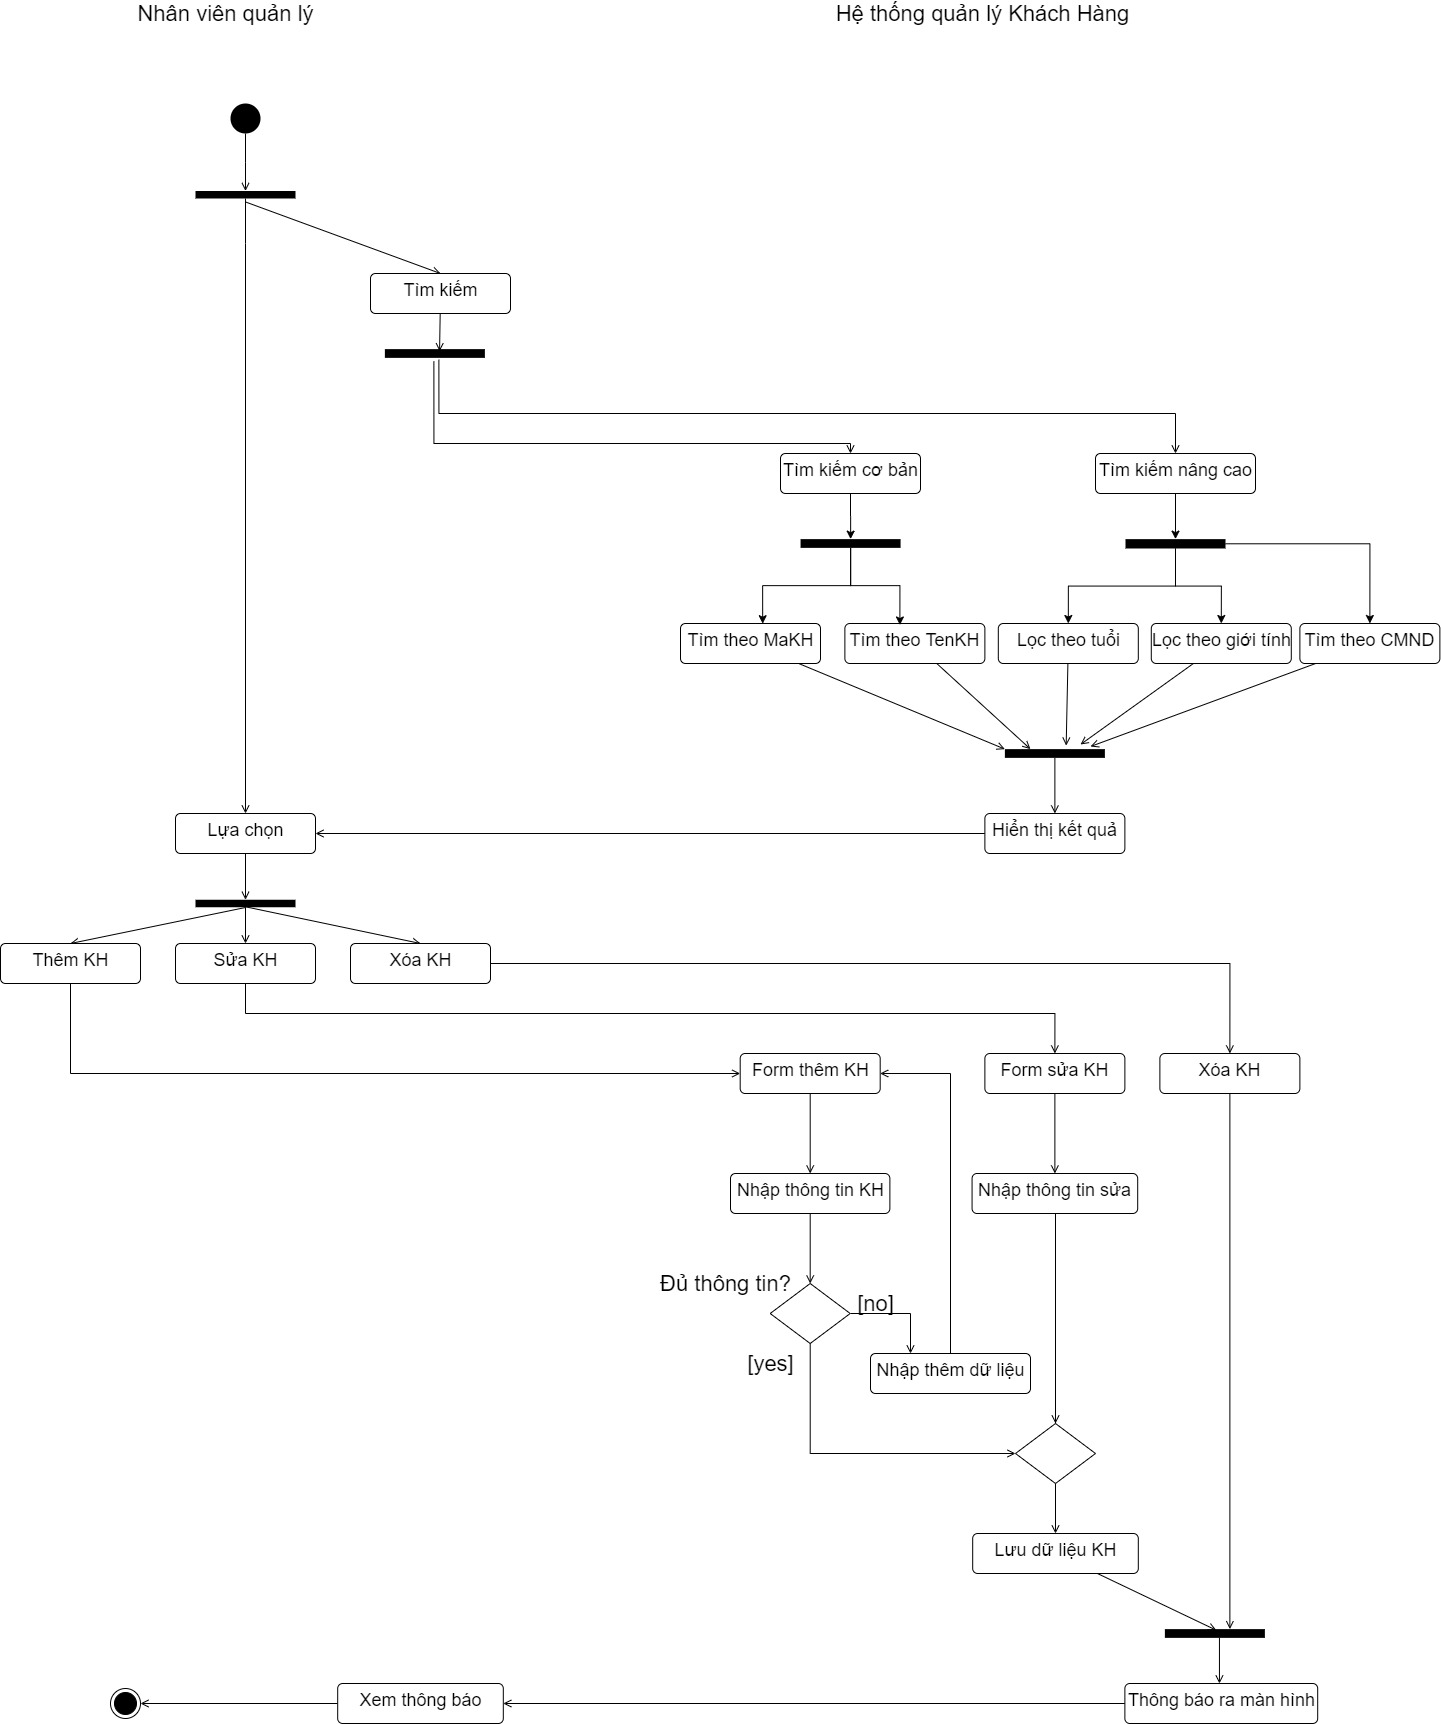 Nhân viên quản lý
Hệ thống quản lý Khách Hàng
Tìm kiếm
Tìm kiếm cơ bản
Tìm kiếm nâng cao
Tìm theo MaKH
Tìm theo TenKH
Lọc theo tuổi
Lọc theo giới tính
Tìm theo CMND
Lựa chọn
Hiển thị kết quả
Thêm KH
Sửa KH
Xóa KH
Form thêm KH
Form sửa KH
Xóa KH
Nhập thông tin KH
Nhập thông tin sửa
Đủ thông tin?
[no]
[yes]
Nhập thêm dữ liệu
Lưu dữ liệu KH
Xem thông báo
Thông báo ra màn hình